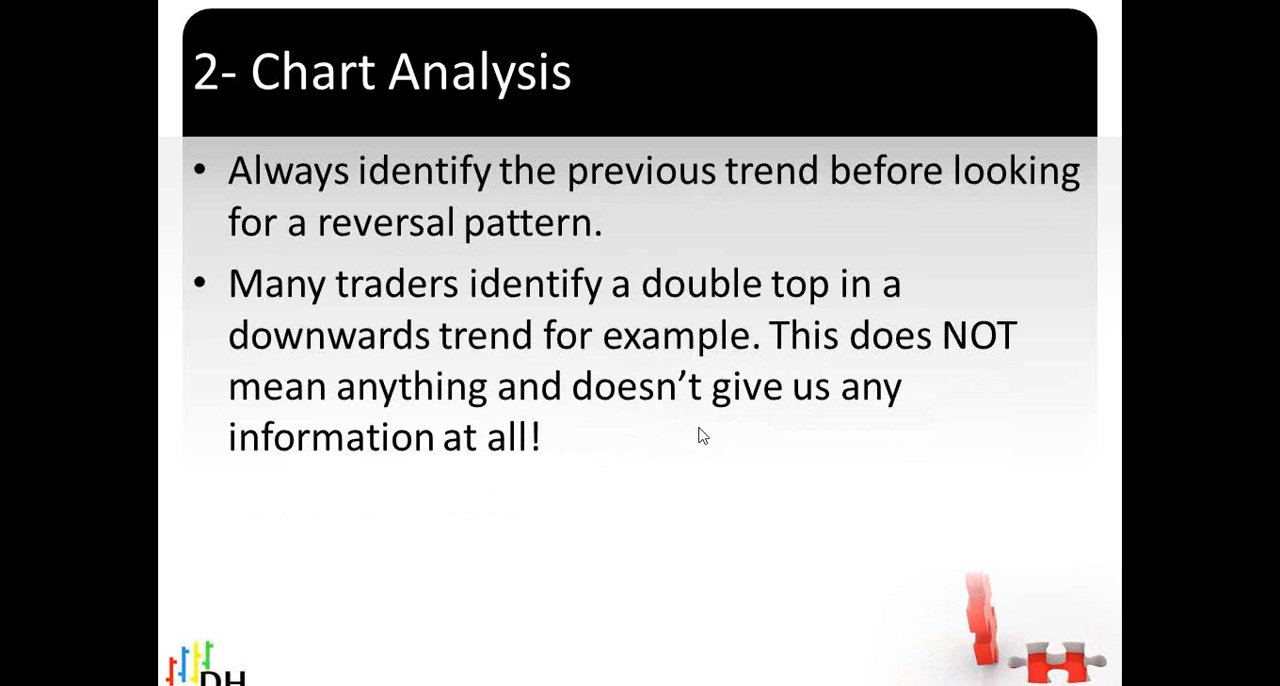 2- Chart Analysis
• Always identify the previous trend before looking
for a reversal pattern.
• Many traders identify a double top in a
downwards trend for example. This does NOT
mean anything and doesn’t give us any
information at all!
DH